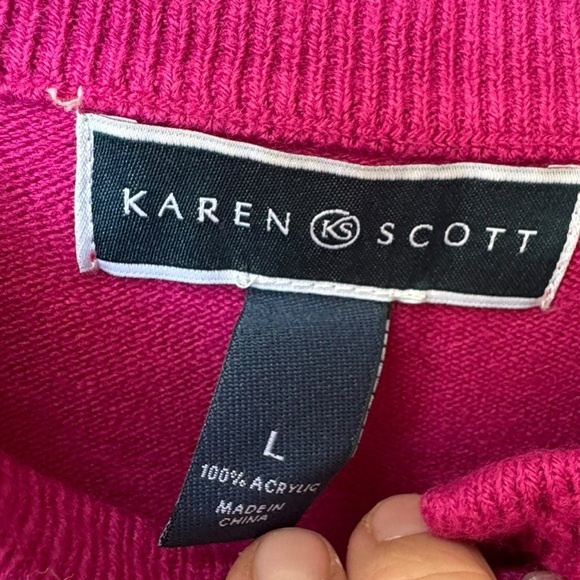 KAREN KS SCOTT
L
100% ACRYLIC
MADE IN
CHINA